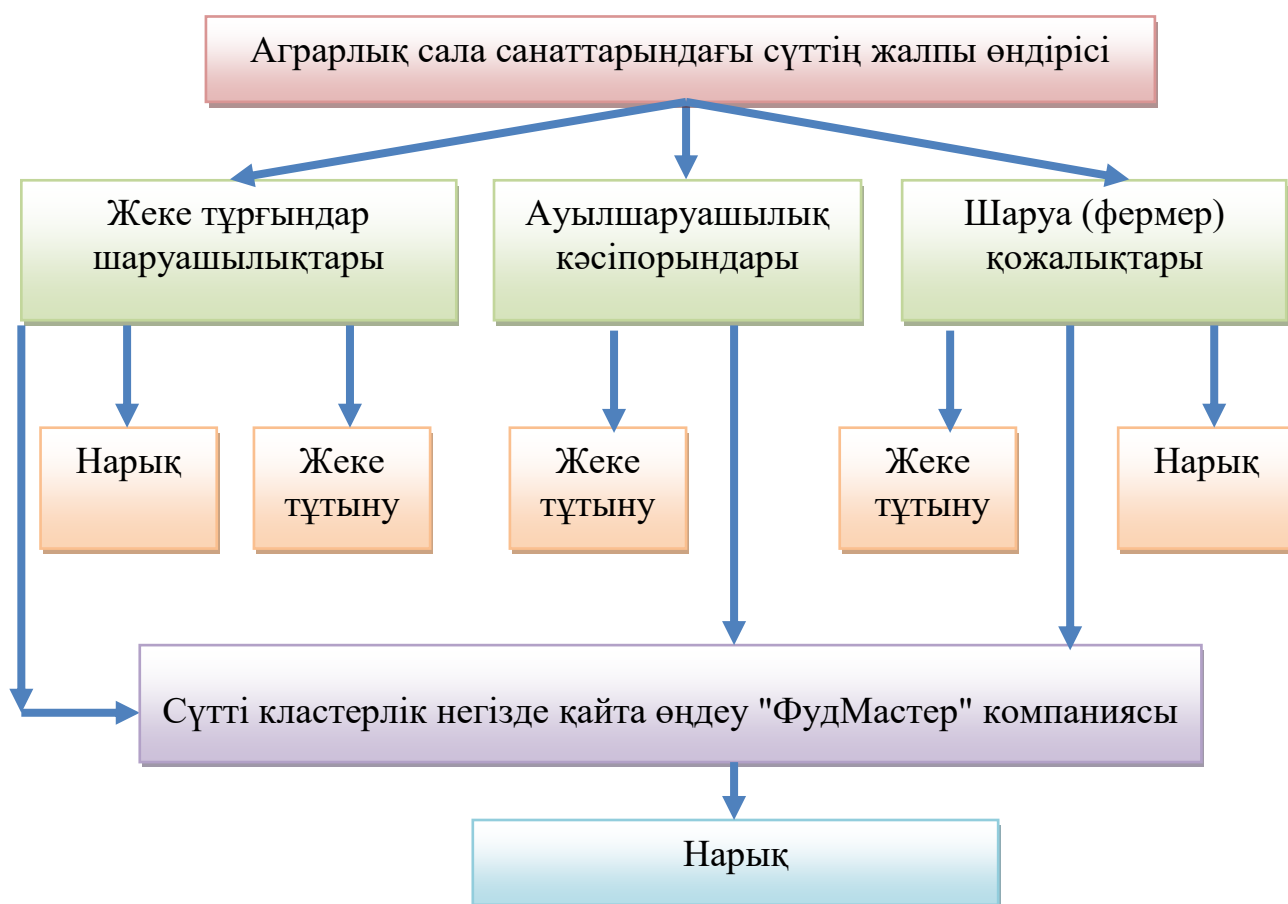 Аграрлық сала санаттарындағы сүттің жалпы өндірісі
Жеке тұрғындар
шаруашылықтары
Ауылшаруашылық
кәсіпорындары
Шаруа (фермер)
қожалықтары
Нарық
Жеке
тұтыну
Жеке
тұтыну
Жеке
тұтыну
Нарық
Сүтті кластерлік негізде қайта өңдеу "ФудМастер" компаниясы
Нарық